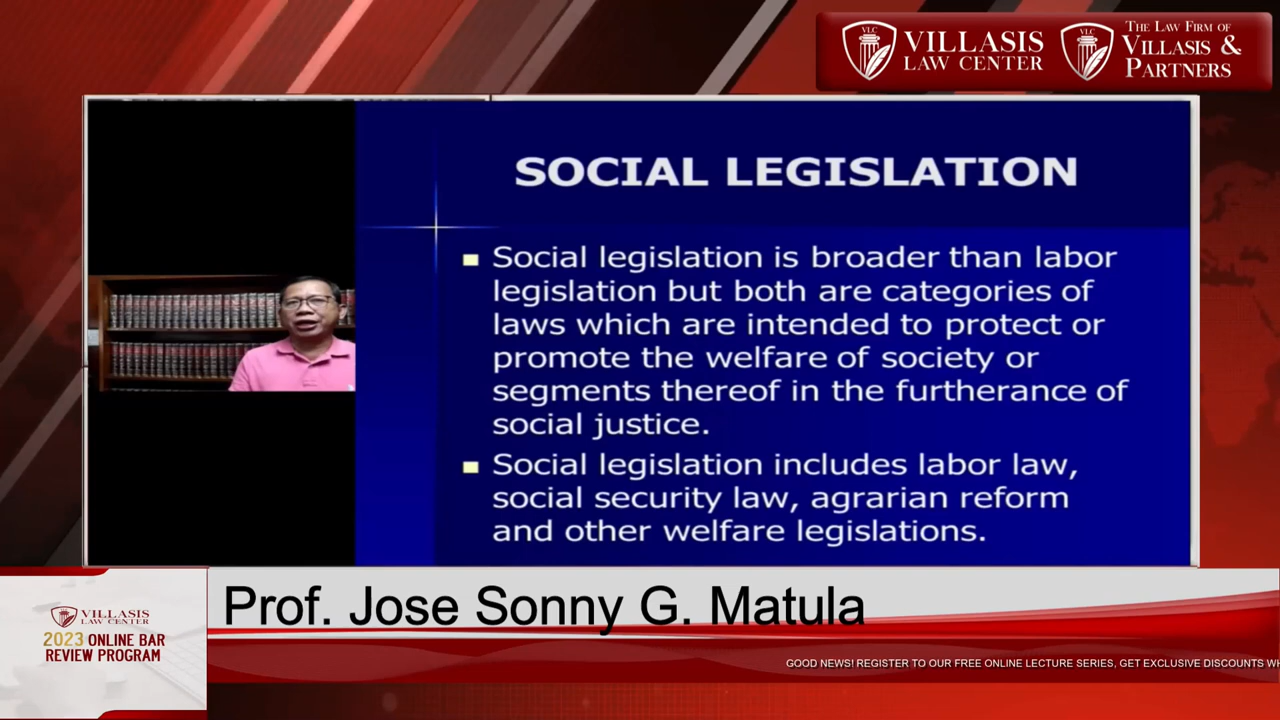 VLC
VILLASIS
LAW CENTER
VLC
THE LAW FIRM OF
VILLASIS &
PARTNERS
SOCIAL LEGISLATION
Social legislation is broader than labor
legislation but both are categories of
laws which are intended to protect or
promote the welfare of society or
segments thereof in the furtherance of
social justice.
Social legislation includes labor law,
social security law, agrarian reform
and other welfare legislations.
Prof. Jose Sonny G. Matula
VILLASIS
LAW CENTER
2023 ONLINE BAR
REVIEW PROGRAM
GOOD NEWS! REGISTER TO OUR FREE ONLINE LECTURE SERIES, GET EXCLUSIVE DISCOUNTS